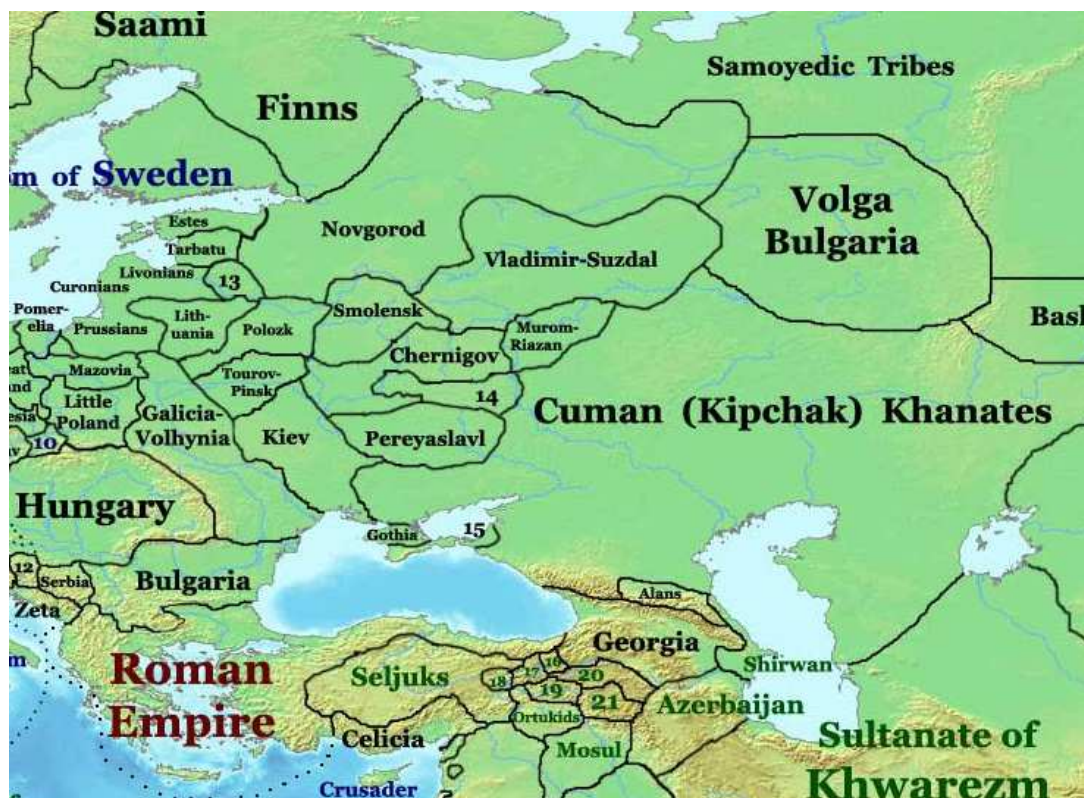 Saami
Samoyedic Tribes
Finns
of Sweden
Volga
Bulgaria
Estes
Novgorod
Tarbatu
Vladimir-Suzdal
Livonians
13
Curonians
Pomer-
elia
Smolensk
Lith-
uania
Prussians
Polozk
Murom-
Riazan
Chernigov
Mazovia
Tourov-
Pinsk
14
Little
Poland
Galicia-
Volhynia
Cuman (Kipchak) Khanates
Kiev
Pereyaslavl
10
Hungary
Gothia
15
12
Serbia
Bulgaria
Alans
Zeta
Georgia
Roman
Empire
Seljuks
16
17
18
19
20
21
Shirwan
Azerbaijan
Ortukids
Celicia
Mosul
Sultanate of
Khwarezm
Crusader